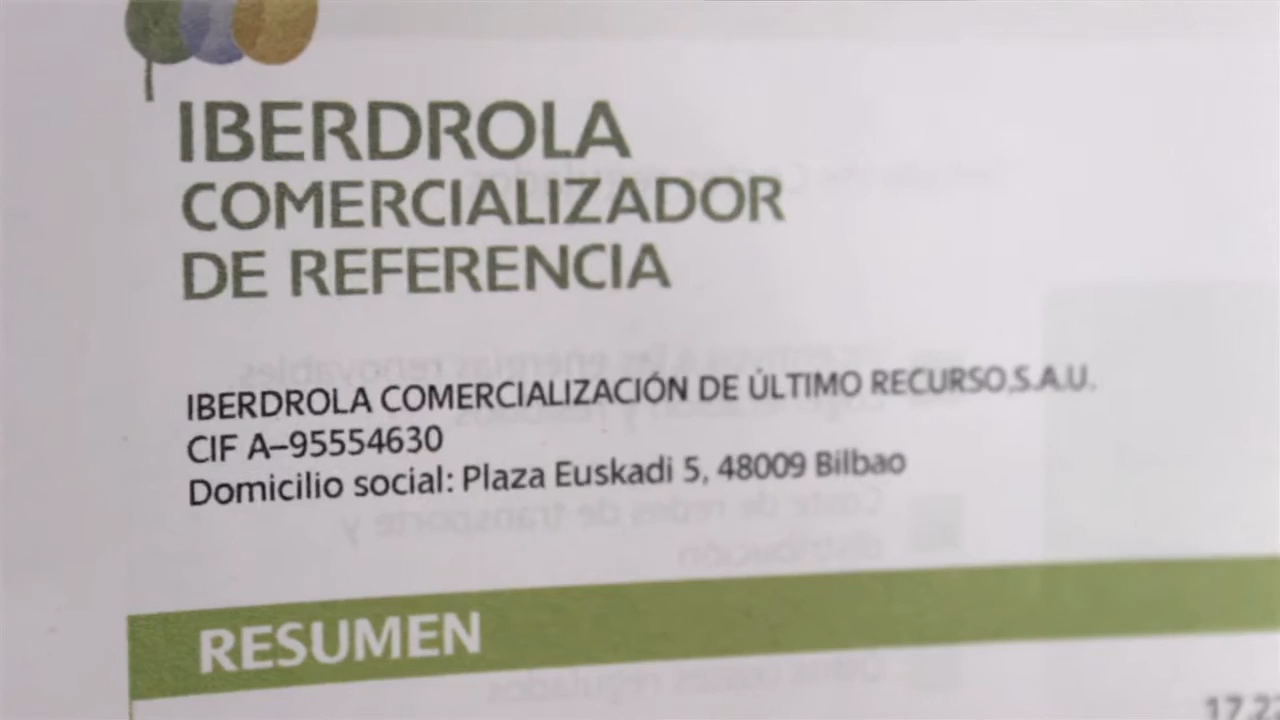 IBERDROLA
COMERCIALIZADOR
DE REFERENCIA
IBERDROLA COMERCIALIZACIÓN DE ÚLTIMO RECURSO,S.A.U.
CIF A-95554630
Domicilio social: Plaza Euskadi 5, 48009 Bilbao
RESUMEN